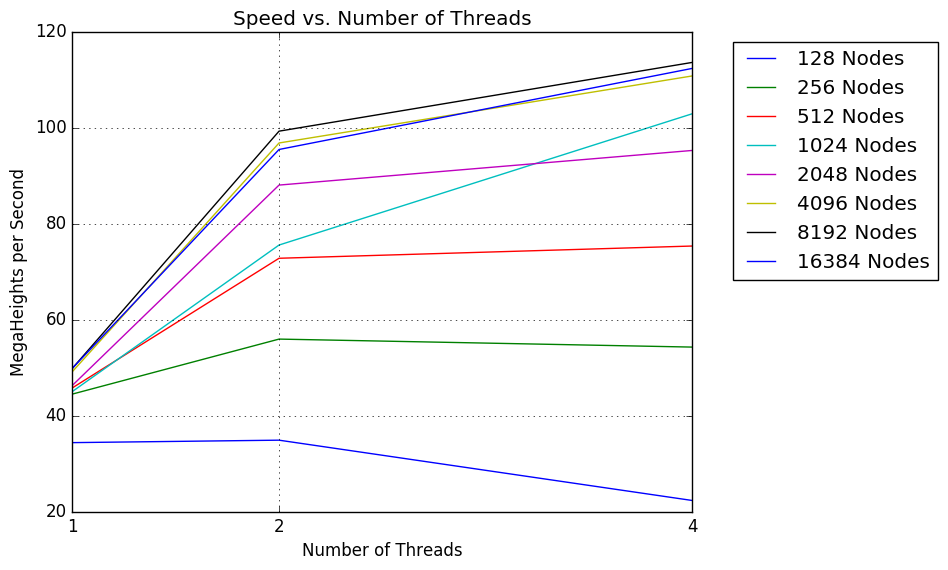 Speed vs. Number of Threads
MegaHeights per Second
120
100
80
60
40
20
1
2
4
Number of Threads
128 Nodes
256 Nodes
512 Nodes
1024 Nodes
2048 Nodes
4096 Nodes
8192 Nodes
16384 Nodes